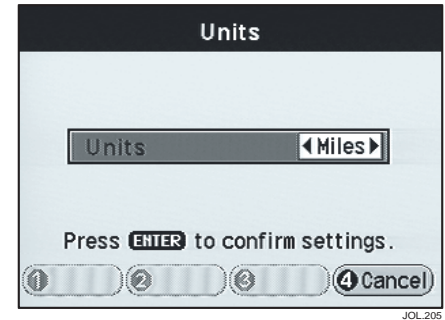 Units
Units Miles
Press ENTER to confirm settings.
1 2 3 4 Cancel
JOL.205